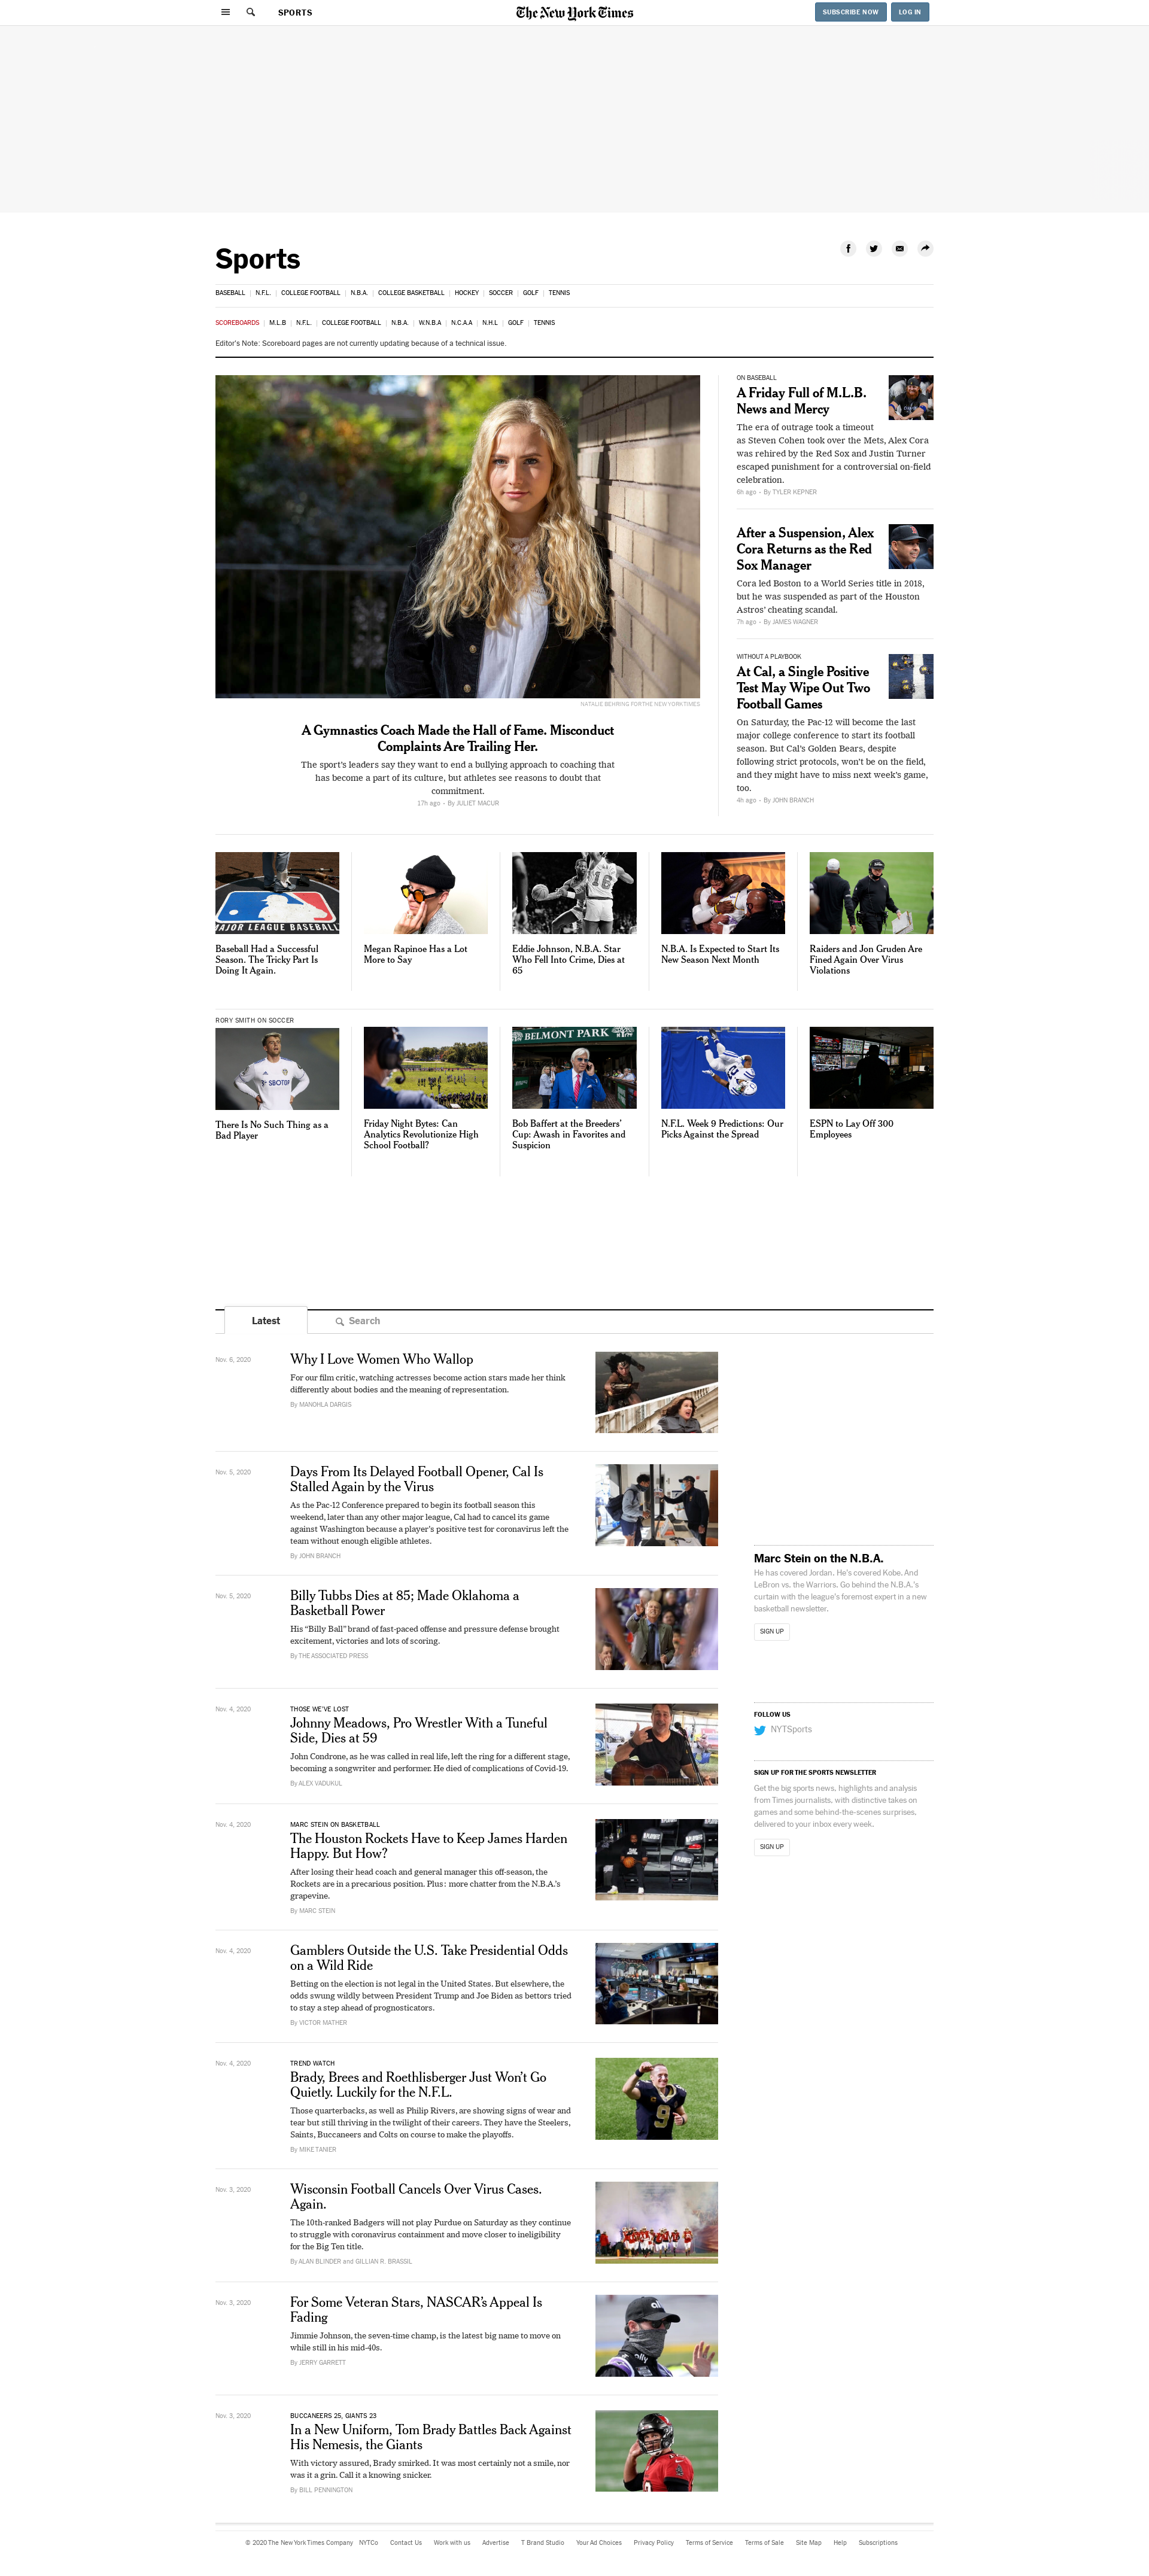 SPORTS
The New York Times
SUBSCRIBE NOW
LOG IN
Sports
BASEBALL | N.F.L. | COLLEGE FOOTBALL | N.B.A. | COLLEGE BASKETBALL | HOCKEY | SOCCER | GOLF | TENNIS
SCOREBOARDS | M.L.B | N.F.L. | COLLEGE FOOTBALL | N.B.A. | W.N.B.A | N.C.A.A | N.H.L | GOLF | TENNIS
Editor's Note: Scoreboard pages are not currently updating because of a technical issue.
NATALIE BEHRING FOR THE NEW YORK TIMES
A Gymnastics Coach Made the Hall of Fame. Misconduct
Complaints Are Trailing Her.
The sport's leaders say they want to end a bullying approach to coaching that
has become a part of its culture, but athletes see reasons to doubt that
commitment.
17h ago • By JULIET MACUR
ON BASEBALL
A Friday Full of M.L.B.
News and Mercy
The era of outrage took a timeout
as Steven Cohen took over the Mets, Alex Cora
was rehired by the Red Sox and Justin Turner
escaped punishment for a controversial on-field
celebration.
6h ago • By TYLER KEPNER
After a Suspension, Alex
Cora Returns as the Red
Sox Manager
Cora led Boston to a World Series title in 2018,
but he was suspended as part of the Houston
Astros' cheating scandal.
7h ago • By JAMES WAGNER
WITHOUT A PLAYBOOK
At Cal, a Single Positive
Test May Wipe Out Two
Football Games
On Saturday, the Pac-12 will become the last
major college conference to start its football
season. But Cal's Golden Bears, despite
following strict protocols, won't be on the field,
and they might have to miss next week's game,
too.
4h ago • By JOHN BRANCH
MAJOR LEAGUE BASEBALL
Baseball Had a Successful
Season. The Tricky Part Is
Doing It Again.
Megan Rapinoe Has a Lot
More to Say
16
Eddie Johnson, N.B.A. Star
Who Fell Into Crime, Dies at
65
N.B.A. Is Expected to Start Its
New Season Next Month
Raiders and Jon Gruden Are
Fined Again Over Virus
Violations
RORY SMITH ON SOCCER
SBOTOP
There Is No Such Thing as a
Bad Player
Friday Night Bytes: Can
Analytics Revolutionize High
School Football?
BELMONT PARK
Bob Baffert at the Breeders'
Cup: Awash in Favorites and
Suspicion
N.F.L. Week 9 Predictions: Our
Picks Against the Spread
ESPN to Lay Off 300
Employees
Latest
Search
Nov. 6, 2020
Why I Love Women Who Wallop
For our film critic, watching actresses become action stars made her think
differently about bodies and the meaning of representation.
By MANOHLA DARGIS
Nov. 5, 2020
Days From Its Delayed Football Opener, Cal Is
Stalled Again by the Virus
As the Pac-12 Conference prepared to begin its football season this
weekend, later than any other major league, Cal had to cancel its game
against Washington because a player's positive test for coronavirus left the
team without enough eligible athletes.
By JOHN BRANCH
Nov. 5, 2020
Billy Tubbs Dies at 85; Made Oklahoma a
Basketball Power
His “Billy Ball” brand of fast-paced offense and pressure defense brought
excitement, victories and lots of scoring.
By THE ASSOCIATED PRESS
Nov. 4, 2020
THOSE WE'VE LOST
Johnny Meadows, Pro Wrestler With a Tuneful
Side, Dies at 59
John Condrone, as he was called in real life, left the ring for a different stage,
becoming a songwriter and performer. He died of complications of Covid-19.
By ALEX VADUKUL
Nov. 4, 2020
MARC STEIN ON BASKETBALL
The Houston Rockets Have to Keep James Harden
Happy. But How?
After losing their head coach and general manager this off-season, the
Rockets are in a precarious position. Plus: more chatter from the N.B.A.'s
grapevine.
By MARC STEIN
Nov. 4, 2020
Gamblers Outside the U.S. Take Presidential Odds
on a Wild Ride
Betting on the election is not legal in the United States. But elsewhere, the
odds swung wildly between President Trump and Joe Biden as bettors tried
to stay a step ahead of prognosticators.
By VICTOR MATHER
Nov. 4, 2020
TREND WATCH
Brady, Brees and Roethlisberger Just Won't Go
Quietly. Luckily for the N.F.L.
Those quarterbacks, as well as Philip Rivers, are showing signs of wear and
tear but still thriving in the twilight of their careers. They have the Steelers,
Saints, Buccaneers and Colts on course to make the playoffs.
By MIKE TANIER
9
Nov. 3, 2020
Wisconsin Football Cancels Over Virus Cases.
Again.
The 10th-ranked Badgers will not play Purdue on Saturday as they continue
to struggle with coronavirus containment and move closer to ineligibility
for the Big Ten title.
By ALAN BLINDER and GILLIAN R. BRASSIL
Nov. 3, 2020
For Some Veteran Stars, NASCAR's Appeal Is
Fading
Jimmie Johnson, the seven-time champ, is the latest big name to move on
while still in his mid-40s.
By JERRY GARRETT
Nov. 3, 2020
BUCCANEERS 25, GIANTS 23
In a New Uniform, Tom Brady Battles Back Against
His Nemesis, the Giants
With victory assured, Brady smirked. It was most certainly not a smile, nor
was it a grin. Call it a knowing snicker.
By BILL PENNINGTON
Marc Stein on the N.B.A.
He has covered Jordan. He's covered Kobe. And
LeBron vs. the Warriors. Go behind the N.B.A.'s
curtain with the league's foremost expert in a new
basketball newsletter.
SIGN UP
FOLLOW US
NYTSports
SIGN UP FOR THE SPORTS NEWSLETTER
Get the big sports news, highlights and analysis
from Times journalists, with distinctive takes on
games and some behind-the-scenes surprises,
delivered to your inbox every week.
SIGN UP
© 2020 The New York Times Company NYTCo Contact Us Work with us Advertise T Brand Studio Your Ad Choices Privacy Policy Terms of Service Terms of Sale Site Map Help Subscriptions